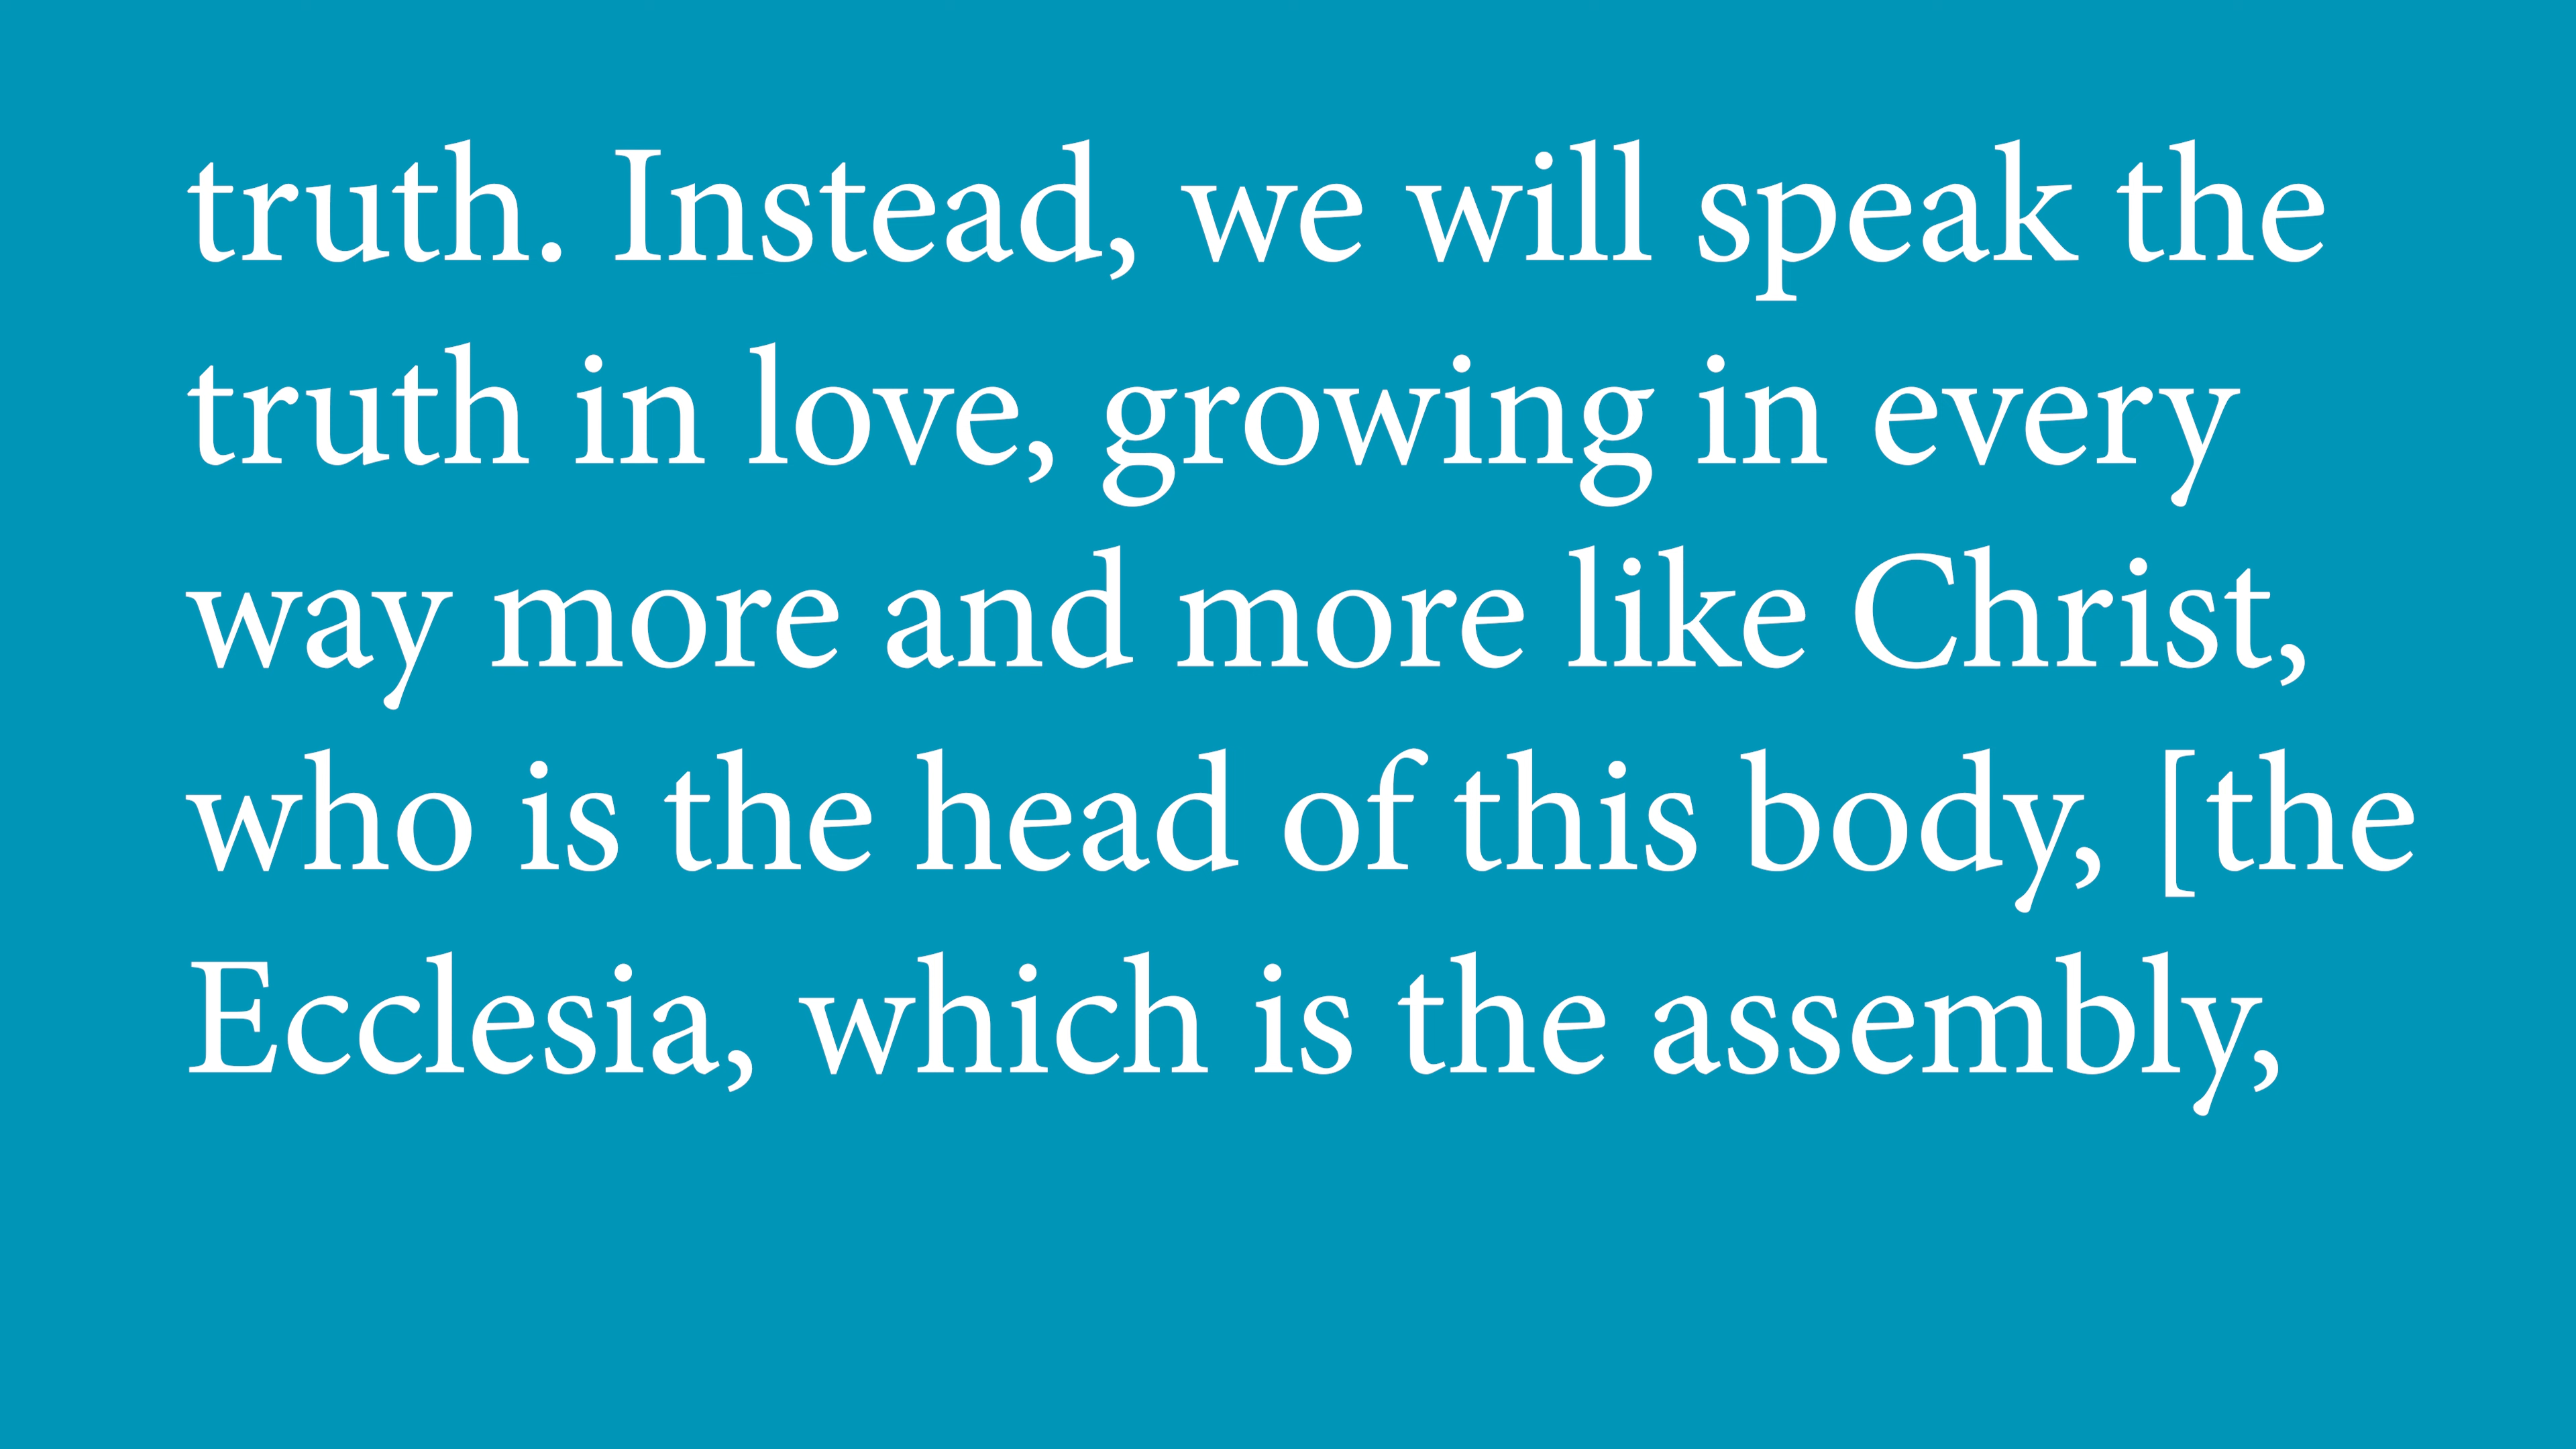 truth. Instead, we will speak the
truth in love, growing in every
way more and more like Christ,
who is the head of this body, [the
Ecclesia, which is the assembly,